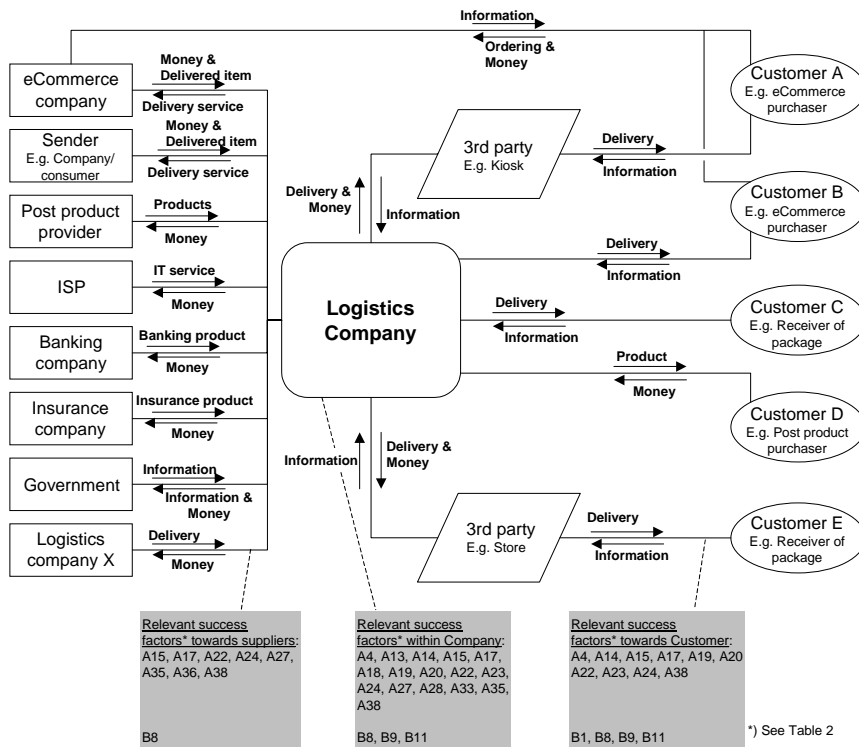 Information
Ordering &
Money
eCommerce
company
Money &
Delivered item
Delivery service
Customer A
E.g. eCommerce
purchaser
Sender
E.g. Company/
consumer
Money &
Delivered item
Delivery service
3rd party
E.g. Kiosk
Delivery
Information
Post product
provider
Products
Money
Delivery &
Money
Information
Customer B
E.g. eCommerce
purchaser
Delivery
Information
ISP
IT service
Money
Logistics
Company
Delivery
Information
Customer C
E.g. Receiver of
package
Banking
company
Banking product
Money
Product
Money
Insurance
company
Insurance product
Money
Customer D
E.g. Post product
purchaser
Government
Information
Information &
Money
Information
Delivery &
Money
Logistics
company X
Delivery
Money
3rd party
E.g. Store
Delivery
Information
Customer E
E.g. Receiver of
package
Relevant success
factors* towards suppliers:
A15, A17, A22, A24, A27,
A35, A36, A38
B8
Relevant success
factors* within Company:
A4, A13, A14, A15, A17,
A18, A19, A20, A22, A23,
A24, A27, A28, A33, A35,
A38
B8, B9, B11
Relevant success
factors* towards Customer:
A4, A14, A15, A17, A19, A20
A22, A23, A24, A38
B1, B8, B9, B11
*) See Table 2